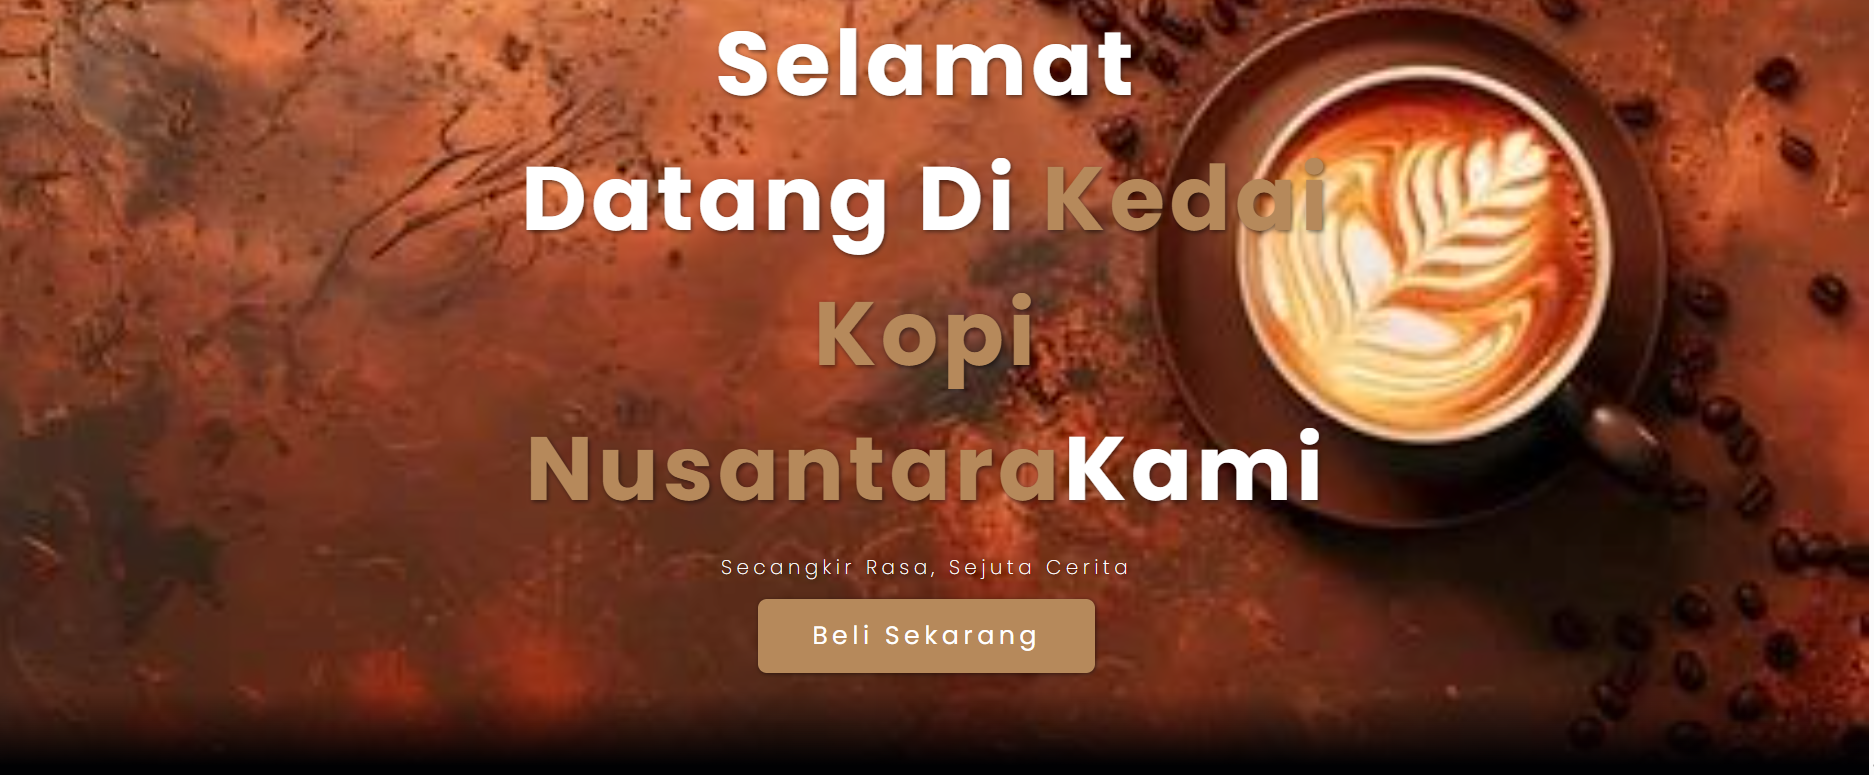 Selamat
Datang Di Kedai
Kopi
NusantaraKami
Secangkir Rasa, Sejuta Cerita
Beli Sekarang